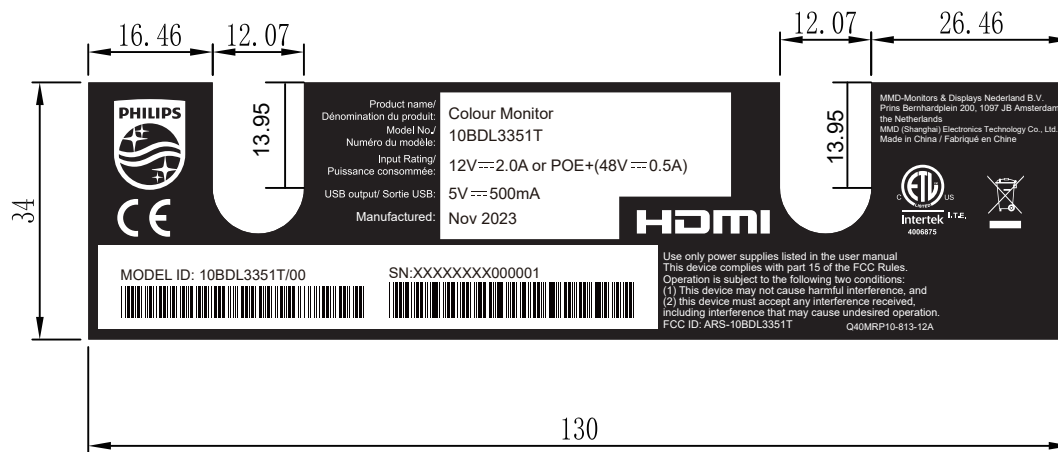 16.46
12.07
12.07
26.46
34
13.95
13.95
130
PHILIPS
CE
Product name/
Dénomination du produit:
Colour Monitor
Model No./
Numéro du modèle:
10BDL3351T
Input Rating/
Puissance consommée:
12V⎓2.0A or POE+(48V⎓0.5A)
USB output/ Sortie USB:
5V⎓500mA
Manufactured:
Nov 2023
HDMI
MMD-Monitors & Displays Nederland B.V.
Prins Bernhardplein 200, 1097 JB Amsterdam
the Netherlands
MMD (Shanghai) Electronics Technology Co., Ltd.
Made in China / Fabriqué en Chine
C ETL US
LISTED
Intertek
I.T.E.
4006875
MODEL ID: 10BDL3351T/00
SN:XXXXXXXX000001
Use only power supplies listed in the user manual
This device complies with part 15 of the FCC Rules.
Operation is subject to the following two conditions:
(1) This device may not cause harmful interference, and
(2) this device must accept any interference received,
including interference that may cause undesired operation.
FCC ID: ARS-10BDL3351T
Q40MRP10-813-12A